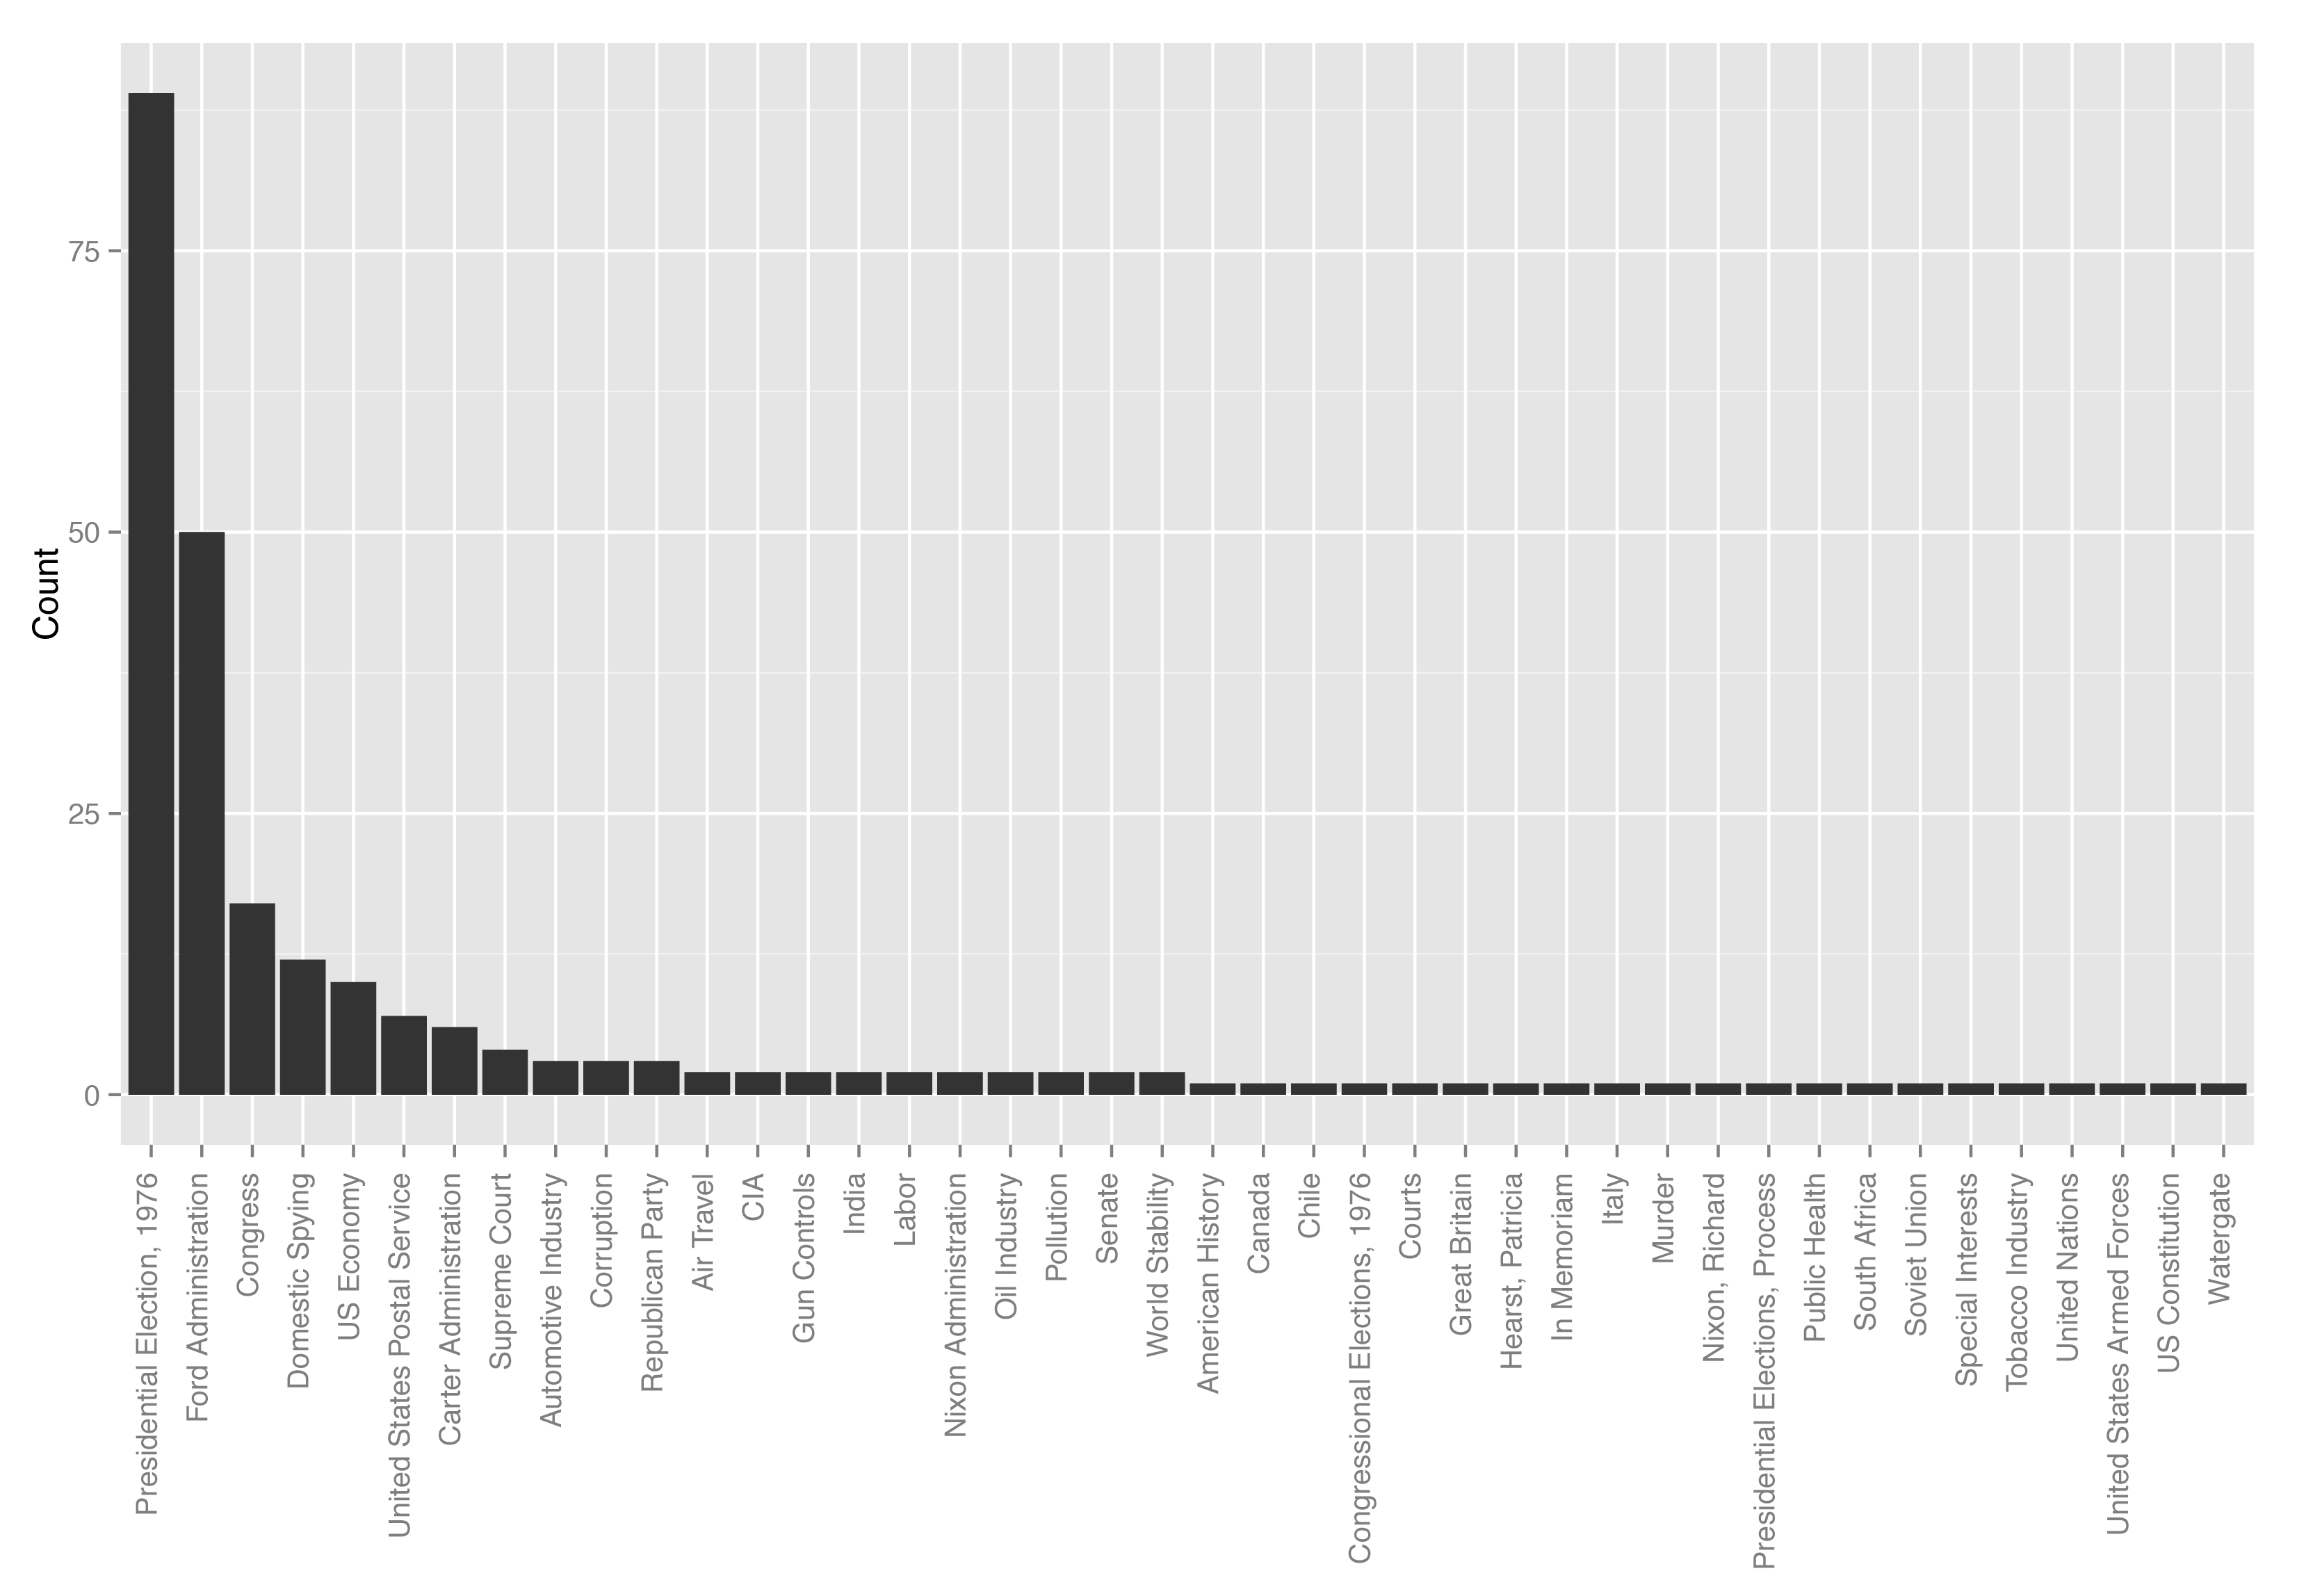 Count
75
50
25
0
Presidential Election, 1976
Ford Administration
Congress
Domestic Spying
US Economy
United States Postal Service
Carter Administration
Supreme Court
Automotive Industry
Corruption
Republican Party
Air Travel
CIA
Gun Controls
India
Labor
Nixon Administration
Oil Industry
Pollution
Senate
World Stability
American History
Canada
Chile
Congressional Elections, 1976
Courts
Great Britain
Hearst, Patricia
In Memoriam
Italy
Murder
Nixon, Richard
Presidential Elections, Process
Public Health
South Africa
Soviet Union
Special Interests
Tobacco Industry
United Nations
United States Armed Forces
US Constitution
Watergate